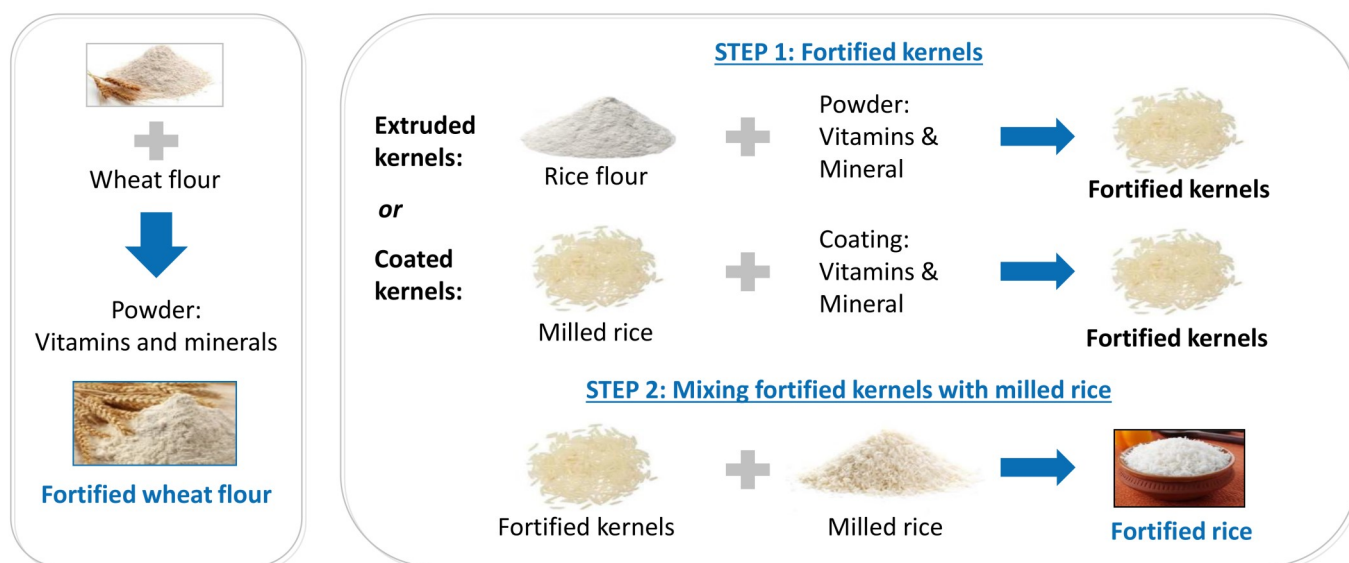 Wheat flour
Powder:
Vitamins and minerals
Fortified wheat flour
STEP 1: Fortified kernels
Extruded
kernels:
Rice flour
Powder:
Vitamins &
Mineral
Fortified kernels
or
Coated
kernels:
Milled rice
Coating:
Vitamins &
Mineral
Fortified kernels
STEP 2: Mixing fortified kernels with milled rice
Fortified kernels
Milled rice
Fortified rice